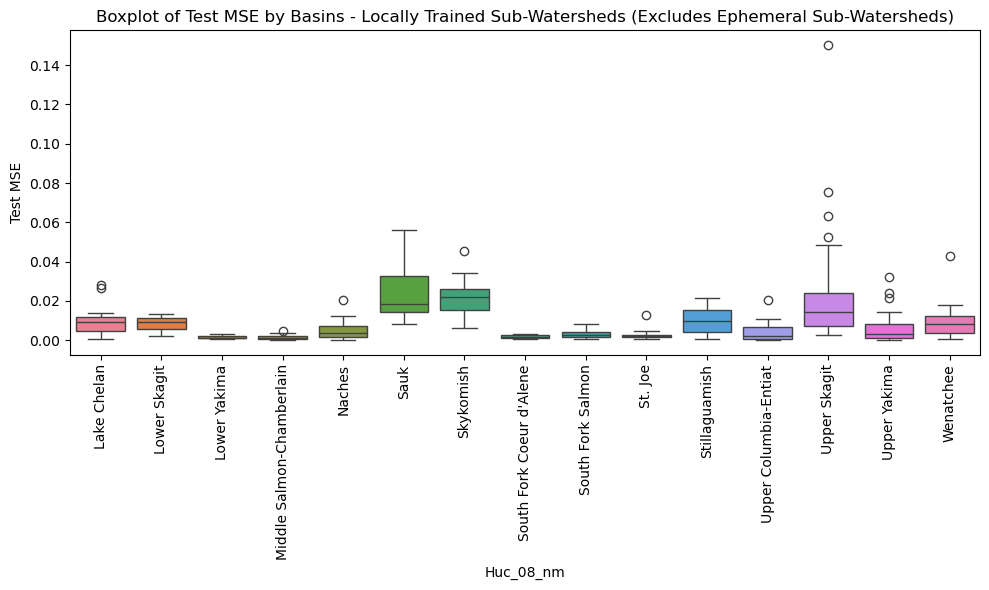 Boxplot of Test MSE by Basins - Locally Trained Sub-Watersheds (Excludes Ephemeral Sub-Watersheds)
Test MSE
0.14
0.12
0.10
0.08
0.06
0.04
0.02
0.00
Lake Chelan
Lower Skagit
Lower Yakima
Middle Salmon-Chamberlain
Naches
Sauk
Skykomish
South Fork Coeur d'Alene
South Fork Salmon
St. Joe
Stillaguamish
Upper Columbia-Entiat
Upper Skagit
Upper Yakima
Wenatchee
Huc_08_nm